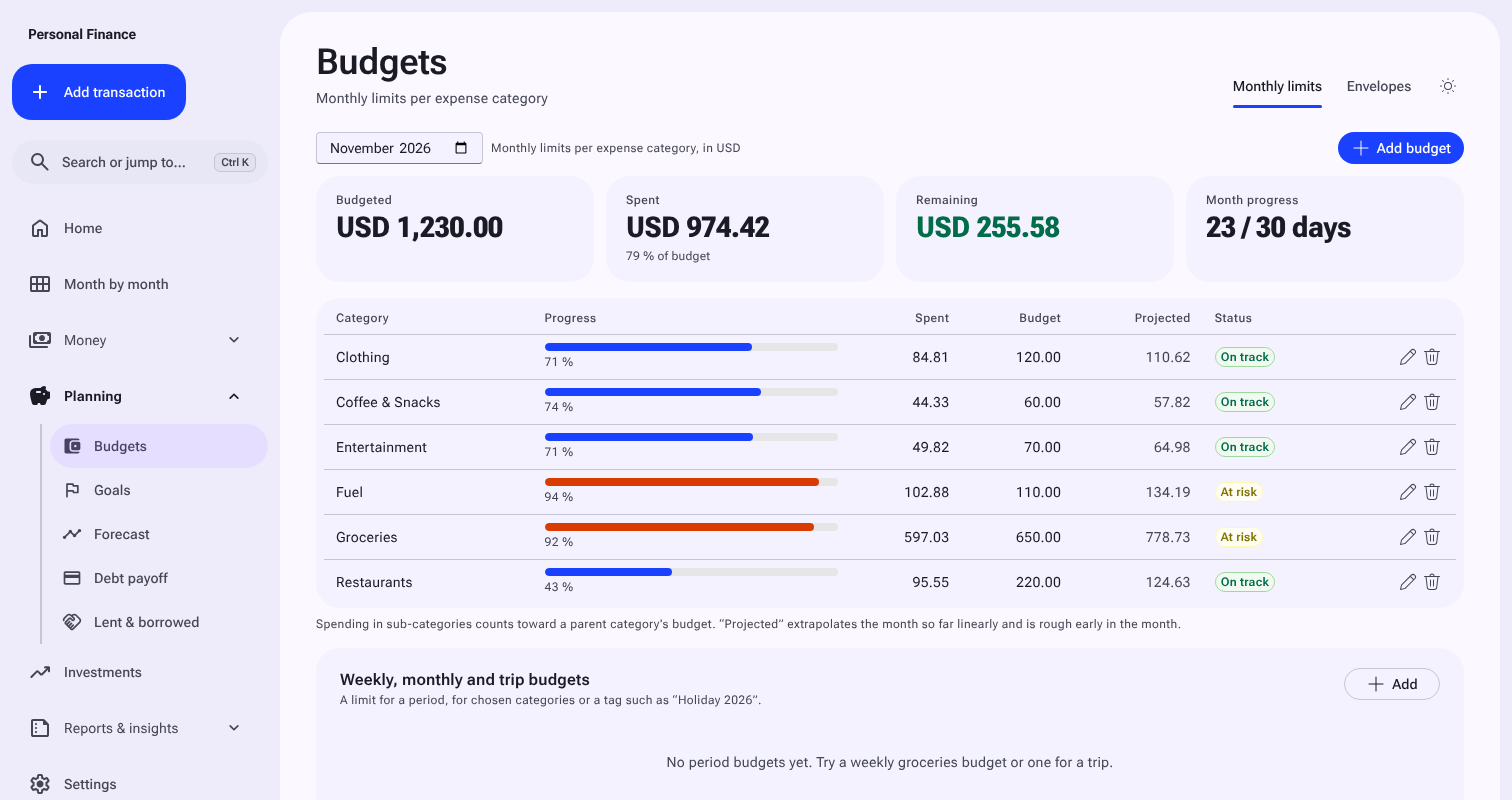 Personal Finance
Add transaction
Search or jump to... Ctrl K
Home
Month by month
Money
Planning
Budgets
Goals
Forecast
Debt payoff
Lent & borrowed
Investments
Reports & insights
Settings
Budgets
Monthly limits per expense category
Monthly limits Envelopes
November 2026 Monthly limits per expense category, in USD Add budget
Budgeted
USD 1,230.00
Spent
USD 974.42
79 % of budget
Remaining
USD 255.58
Month progress
23 / 30 days
Category Progress Spent Budget Projected Status
Clothing 71 % 84.81 120.00 110.62 On track
Coffee & Snacks 74 % 44.33 60.00 57.82 On track
Entertainment 71 % 49.82 70.00 64.98 On track
Fuel 94 % 102.88 110.00 134.19 At risk
Groceries 92 % 597.03 650.00 778.73 At risk
Restaurants 43 % 95.55 220.00 124.63 On track
Spending in sub-categories counts toward a parent category's budget. “Projected” extrapolates the month so far linearly and is rough early in the month.
Weekly, monthly and trip budgets
A limit for a period, for chosen categories or a tag such as “Holiday 2026”.
Add
No period budgets yet. Try a weekly groceries budget or one for a trip.